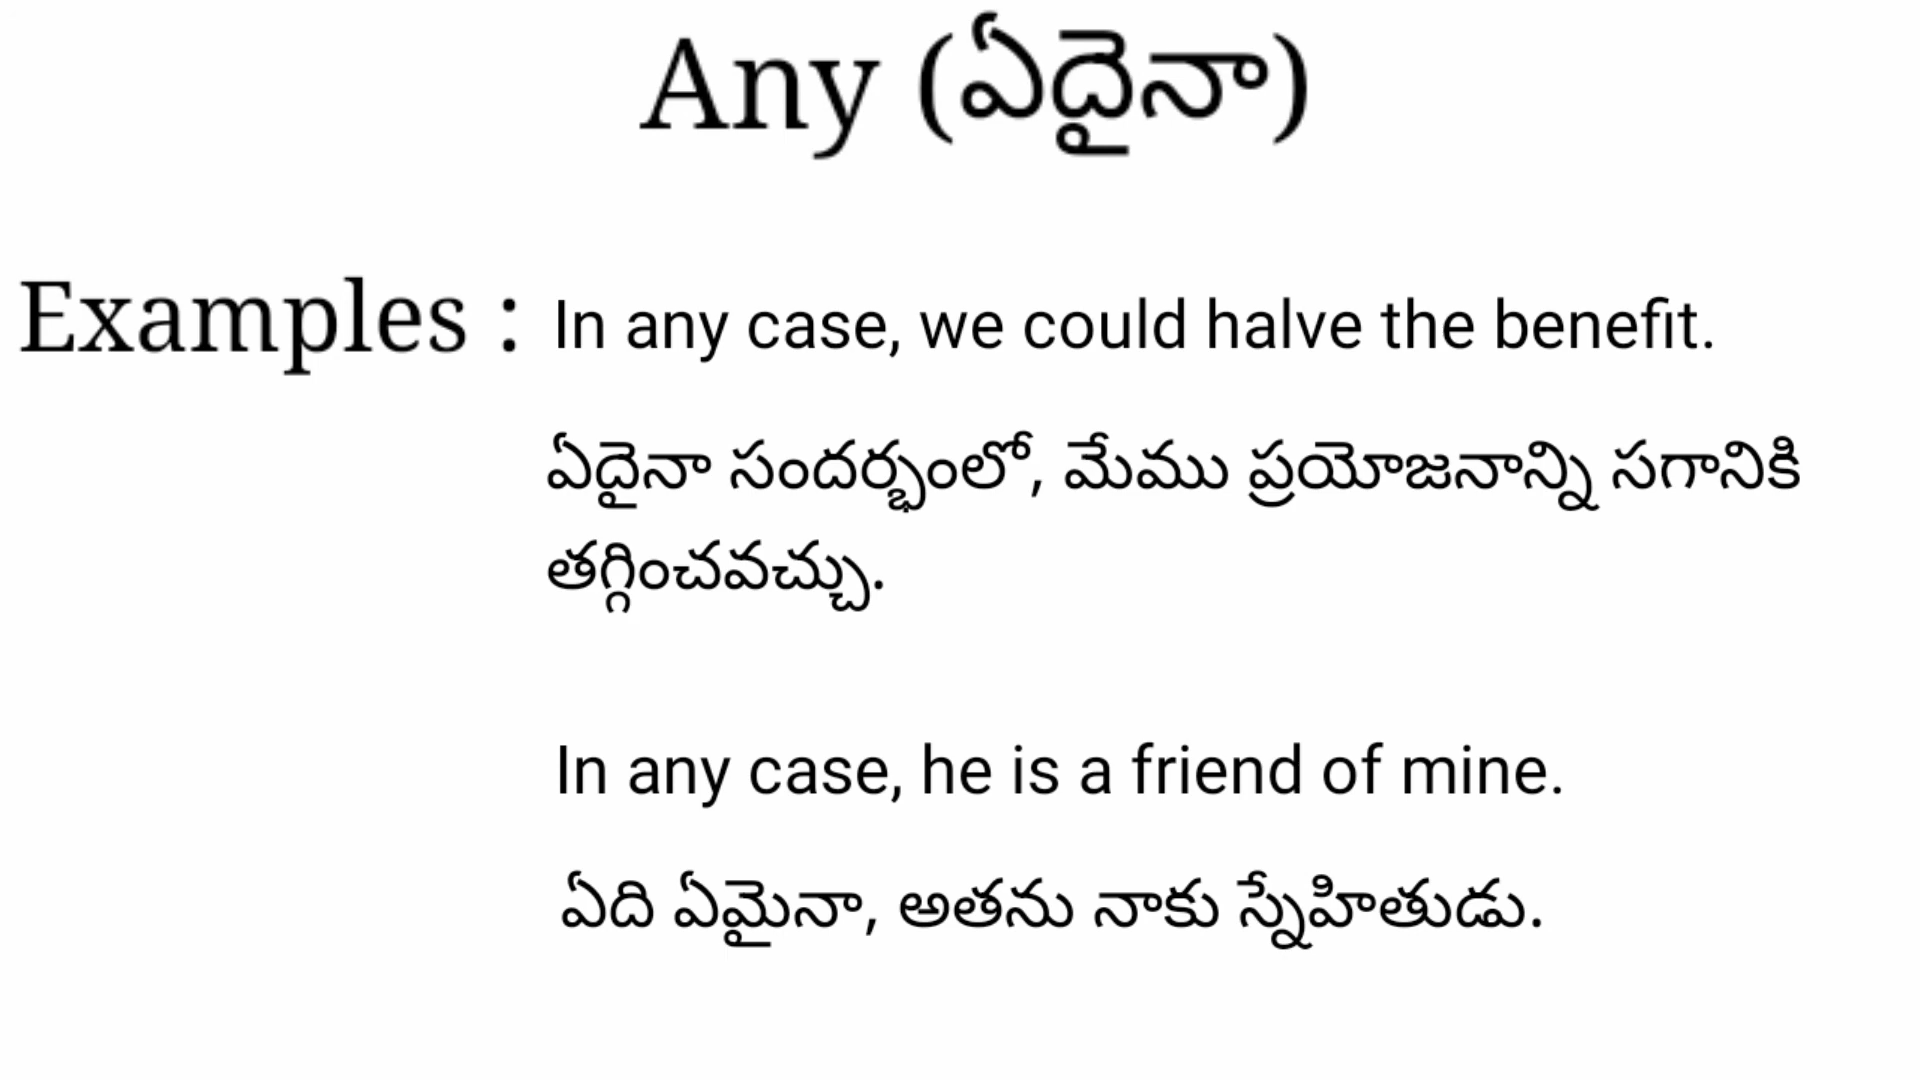 Any (ఏదైనా)
Examples : In any case, we could halve the benefit.
ఏదైనా సందర్భంలో, మేము ప్రయోజనాన్ని సగానికి
తగ్గించవచ్చు.
In any case, he is a friend of mine.
ఏది ఏమైనా, అతను నాకు స్నేహితుడు.